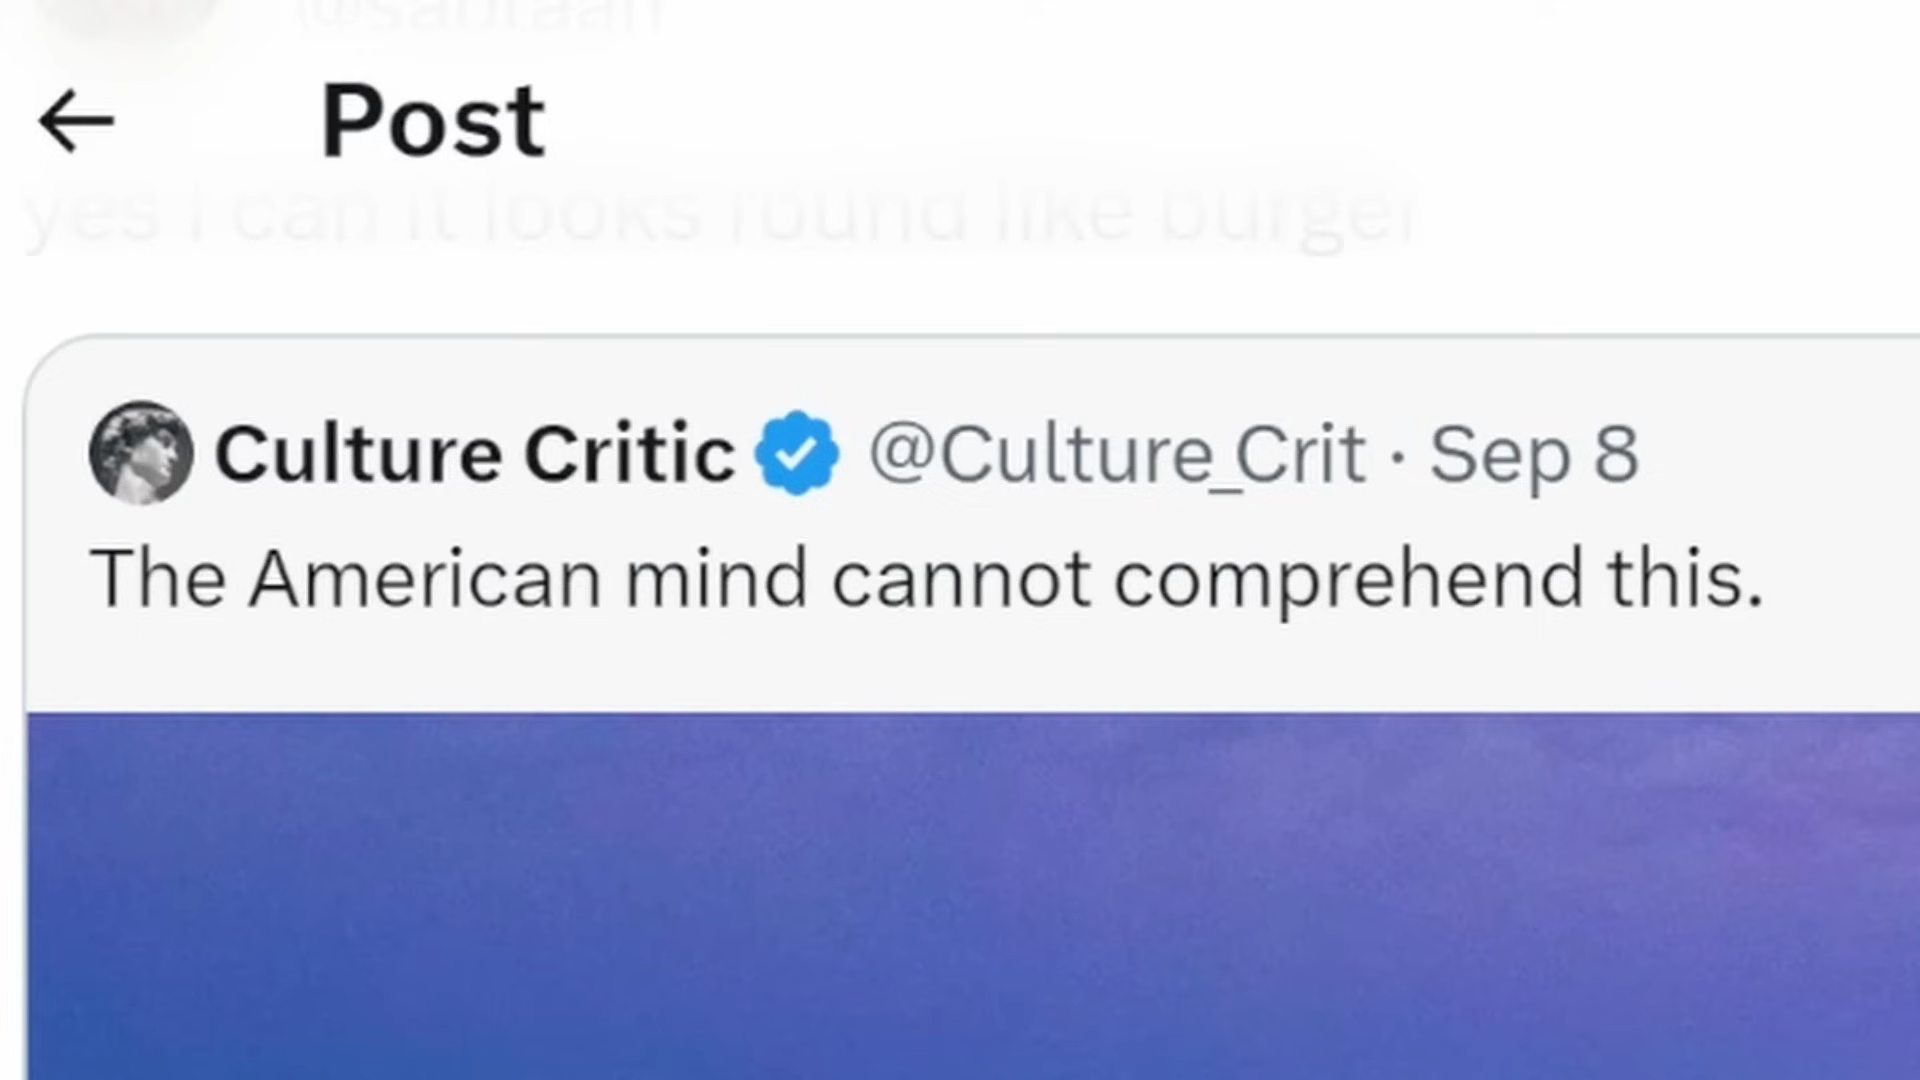 Post
yes i can it looks round like burger
Culture Critic @Culture_Crit · Sep 8
The American mind cannot comprehend this.